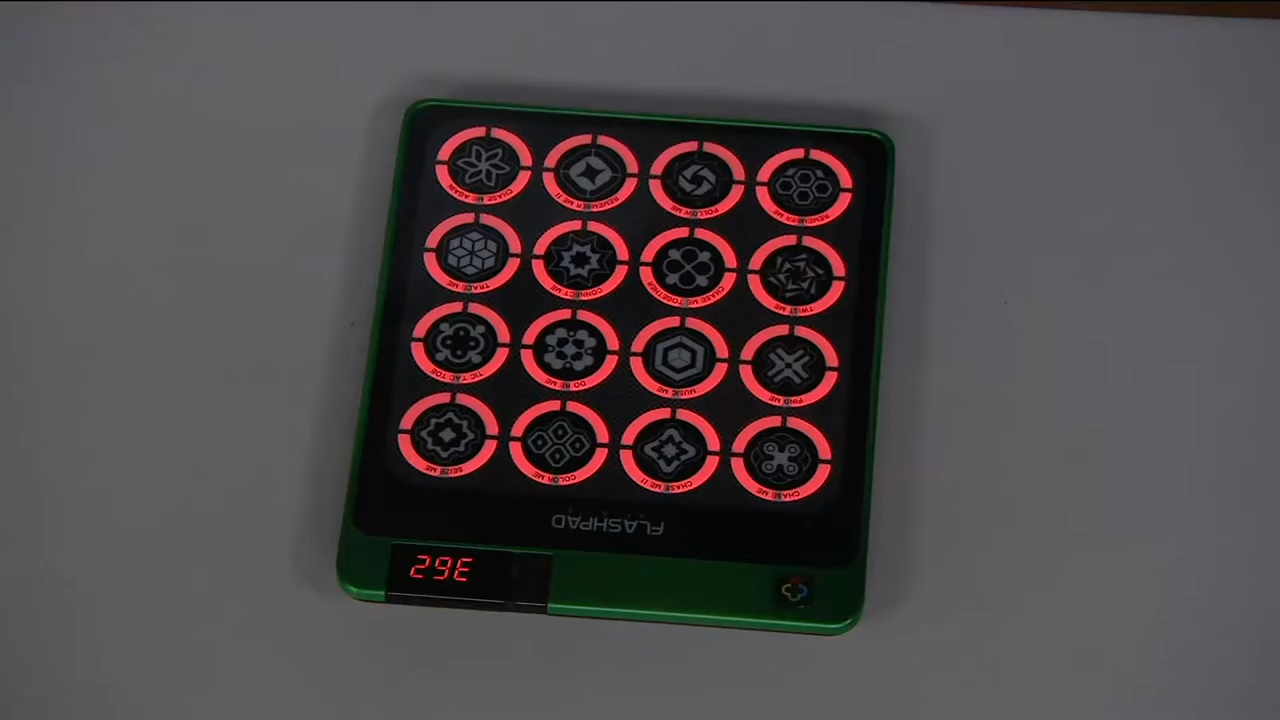 362
FLASHPAD
CHASE ME
CHASE ME II
COLOR ME
SEIZE ME
FIND ME
MUSIC ME
DO RE ME
TIC TAC TOE
TWIST ME
CHASE ME TOGETHER
CONNECT ME
TRACE ME
REMEMBER ME
FOLLOW ME
REMEMBER ME II
CHASE ME AGAIN